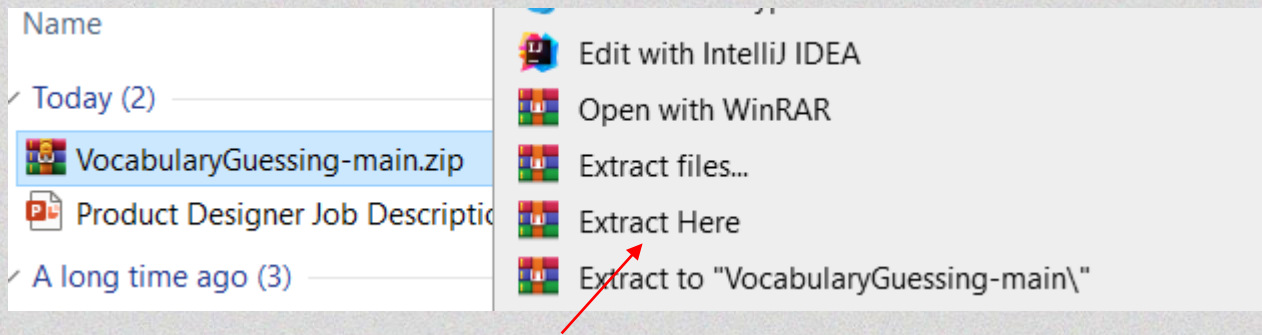 Name
Today (2)
VocabularyGuessing-main.zip
Product Designer Job
A long time ago (3)
Edit with IntelliJ IDEA
Open with WinRAR
Extract files...
Extract Here
Extract to "VocabularyGuessing-main\"